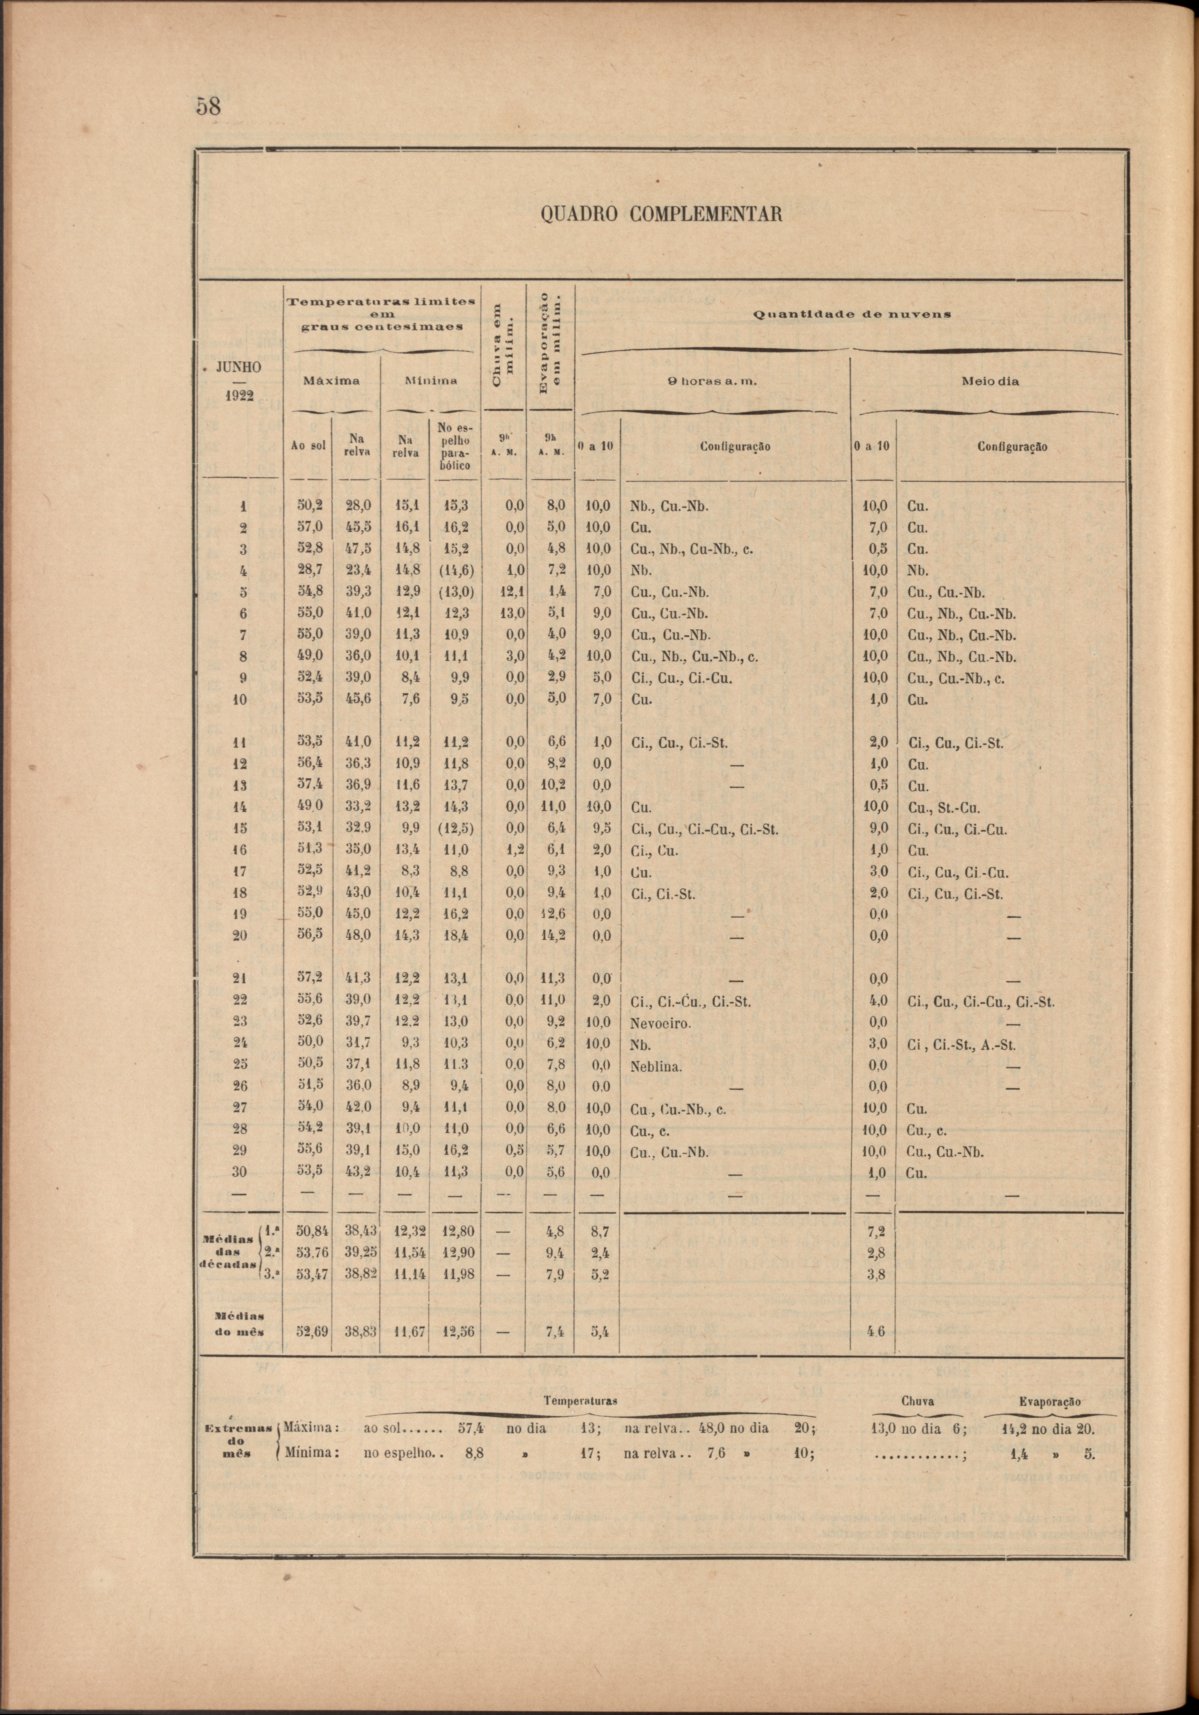 58
QUADRO COMPLEMENTAR
JUNHO
—
1922
Temperaturas limites
em
graus centesimaes
Chuva em
milim.
Evaporação
em milim.
Quantidade de nuvens
Máxima
Mínima
9 horas a. m.
Meio dia
Ao sol
Na
relva
Na
relva
No es-
pelho
para-
bólico
9h
A. M.
9h
A. M.
0 a 10
Configuração
0 a 10
Configuração
1 50,2 28,0 15,1 15,3 0,0 8,0 10,0 Nb., Cu.-Nb. 10,0 Cu.
2 57,0 45,5 16,1 16,2 0,0 5,0 10,0 Cu. 7,0 Cu.
3 52,8 47,5 14,8 15,2 0,0 4,8 10,0 Cu., Nb., Cu-Nb., c. 0,5 Cu.
4 28,7 23,4 14,8 (14,6) 1,0 7,2 10,0 Nb. 10,0 Nb.
5 54,8 39,3 12,9 (13,0) 12,1 1,4 7,0 Cu., Cu.-Nb. 7,0 Cu., Cu.-Nb.
6 55,0 41,0 12,1 12,3 13,0 5,1 9,0 Cu., Cu.-Nb. 7,0 Cu., Nb., Cu.-Nb.
7 55,0 39,0 11,3 10,9 0,0 4,0 9,0 Cu., Cu.-Nb. 10,0 Cu., Nb., Cu.-Nb.
8 49,0 36,0 10,1 11,1 3,0 4,2 10,0 Cu., Nb., Cu.-Nb., c. 10,0 Cu., Nb., Cu.-Nb.
9 52,4 39,0 8,4 9,9 0,0 2,9 5,0 Ci., Cu., Ci.-Cu. 10,0 Cu., Cu.-Nb., c.
10 53,5 45,6 7,6 9,5 0,0 5,0 7,0 Cu. 1,0 Cu.
11 53,5 41,0 11,2 11,2 0,0 6,6 1,0 Ci., Cu., Ci.-St. 2,0 Ci., Cu., Ci.-St.
12 56,4 36,3 10,9 11,8 0,0 8,2 0,0 — 1,0 Cu.
13 57,4 36,9 11,6 13,7 0,0 10,2 0,0 — 0,5 Cu.
14 49 0 33,2 13,2 14,3 0,0 11,0 10,0 Cu. 10,0 Cu., St.-Cu.
15 53,1 32.9 9,9 (12,5) 0,0 6,4 9,5 Ci., Cu., Ci.-Cu., Ci.-St. 9,0 Ci., Cu., Ci.-Cu.
16 51,3 35,0 13,4 11,0 1,2 6,1 2,0 Ci., Cu. 1,0 Cu.
17 52,5 41,2 8,3 8,8 0,0 9,3 1,0 Cu. 3,0 Ci., Cu., Ci.-Cu.
18 52,9 43,0 10,4 11,1 0,0 9,4 1,0 Ci., Ci.-St. 2,0 Ci., Cu., Ci.-St.
19 55,0 45,0 12,2 16,2 0,0 12,6 0,0 — 0,0 —
20 56,5 48,0 14,3 18,4 0,0 14,2 0,0 — 0,0 —
21 57,2 41,3 12,2 13,1 0,0 11,3 0,0 — 0,0 —
22 55,6 39,0 12,2 13,1 0,0 11,0 2,0 Ci., Ci.-Cu., Ci.-St. 4,0 Ci., Cu., Ci.-Cu., Ci.-St.
23 52,6 39,7 12.2 13,0 0,0 9,2 10,0 Nevoeiro. 0,0 —
24 50,0 31,7 9,3 10,3 0,0 6,2 10,0 Nb. 3,0 Ci , Ci.-St., A.-St.
25 50,5 37,1 11,8 11.3 0,0 7,8 0,0 Neblina. 0,0 —
26 51,5 36,0 8,9 9,4 0,0 8,0 0.0 — 0,0 —
27 54,0 42,0 9,4 11,1 0,0 8,0 10,0 Cu , Cu.-Nb., c. 10,0 Cu.
28 54,2 39,1 10,0 11,0 0,0 6,6 10,0 Cu., c. 10,0 Cu., c.
29 55,6 39,1 15,0 16,2 0,5 5,7 10,0 Cu., Cu.-Nb. 10,0 Cu., Cu.-Nb.
30 53,5 43,2 10,4 11,3 0,0 5,6 0,0 — 1,0 Cu.
— — — — — — — — — — —
Médias
das
décadas
1.ª 50,84 38,43 12,32 12,80 — 4,8 8,7 7,2
2.ª 53,76 39,25 11,54 12,90 — 9,4 2,4 2,8
3.ª 53,47 38,82 11,14 11,98 — 7,9 5,2 3,8
Médias
do mês 52,69 38,83 11,67 12,56 — 7,4 5,4 4,6
Temperaturas Chuva Evaporação
Extremas
do
mês
Máxima: ao sol...... 57,4 no dia 13; na relva.. 48,0 no dia 20; 13,0 no dia 6; 14,2 no dia 20.
Mínima: no espelho.. 8,8 » 17; na relva.. 7,6 » 10; ............; 1,4 » 5.